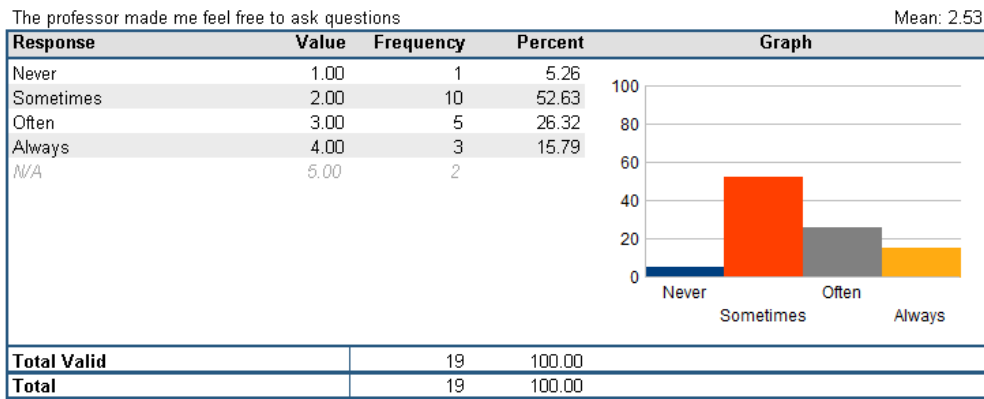 The professor made me feel free to ask questions Mean: 2.53
Response Value Frequency Percent Graph
Never 1.00 1 5.26
Sometimes 2.00 10 52.63
Often 3.00 5 26.32
Always 4.00 3 15.79
N/A 5.00 2
100
80
60
40
20
0
Never Often
Sometimes Always
Total Valid 19 100.00
Total 19 100.00